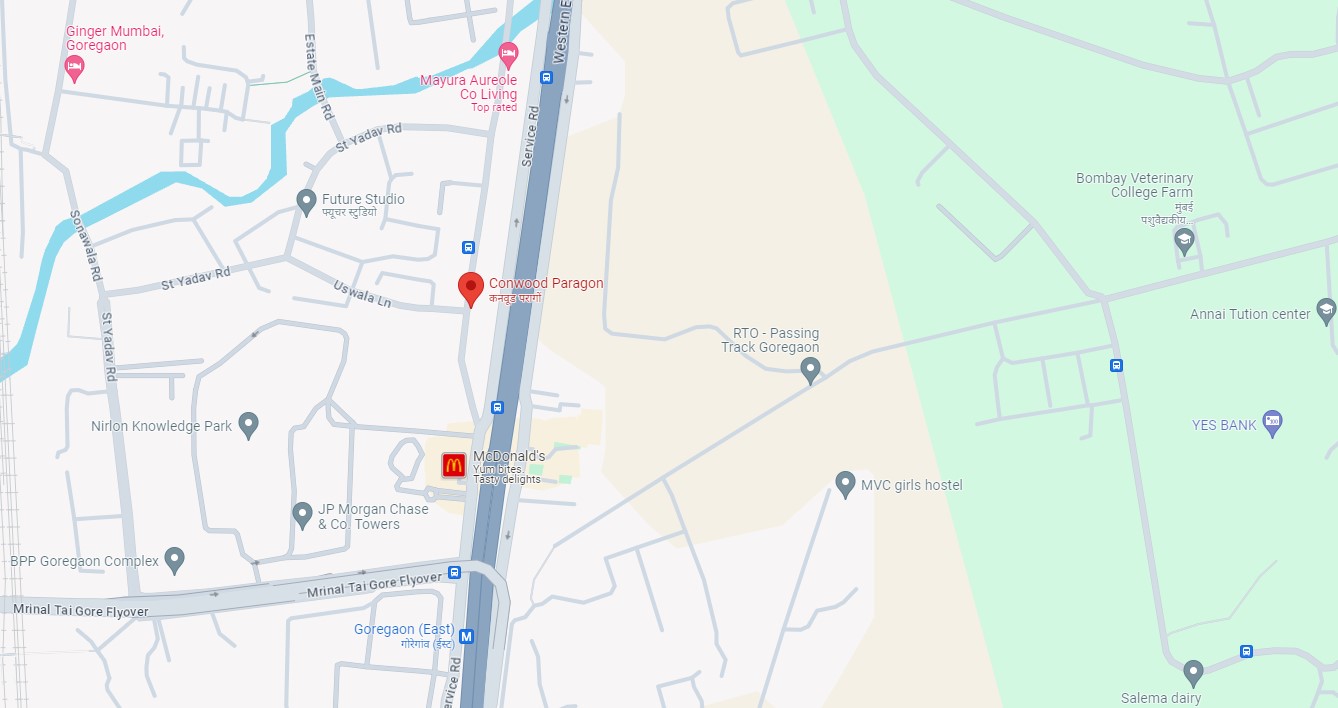 Ginger Mumbai,
Goregaon
Estate Main Rd
Western E
Mayura Aureole
Co Living
Top rated
Service Rd
St Yadav Rd
Bombay Veterinary
College Farm
मुंबई
पशुवैद्यकीय...
Future Studio
फ्यूचर स्टुडियो
Sonawala Rd
St Yadav Rd
Uswala Ln
Conwood Paragon
कनवूड परागों
Annai Tution center
RTO - Passing
Track Goregaon
St Yadav Rd
Nirlon Knowledge Park
YES BANK
McDonald's
Yum bites.
Tasty delights
MVC girls hostel
JP Morgan Chase
& Co. Towers
BPP Goregaon Complex
Mrinal Tai Gore Flyover
Mrinal Tai Gore Flyover
Goregaon (East)
M
गोरेगांव (ईस्ट)
Service Rd
Salema dairy